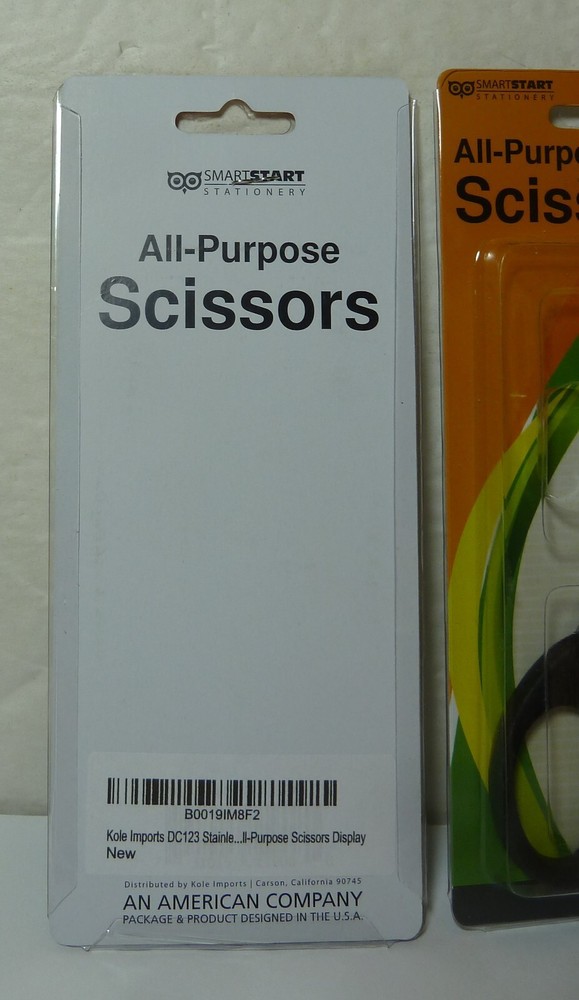 SMARTSTART
STATIONERY
All-Purpose
Scissors
B0019IM8F2
Kole Imports DC123 Stainle...ll-Purpose Scissors Display
New
Distributed by Kole Imports | Carson, California 90745
AN AMERICAN COMPANY
PACKAGE & PRODUCT DESIGNED IN THE U.S.A.
SMARTSTART
STATIONERY
All-Purpo
Sciss